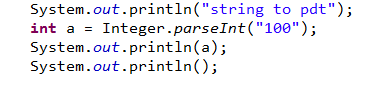 System.out.println("string to pdt");
int a = Integer.parseInt("100");
System.out.println(a);
System.out.println();